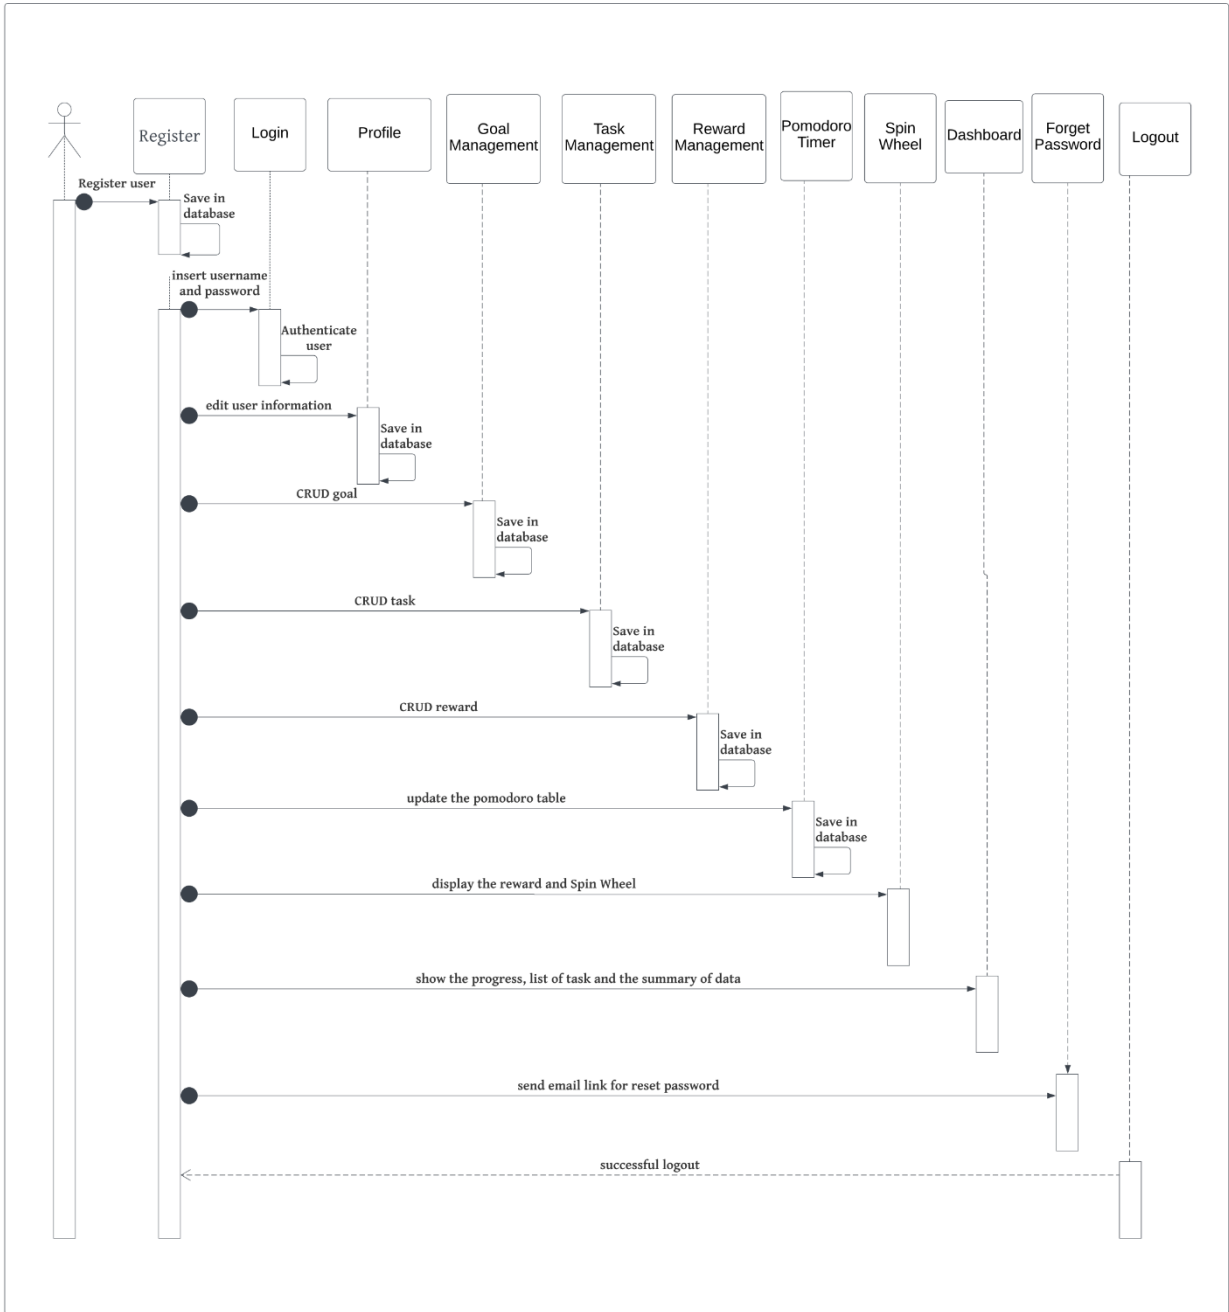 Register
Login
Profile
Goal
Management
Task
Management
Reward
Management
Pomodoro
Timer
Spin
Wheel
Dashboard
Forget
Password
Logout
Register user
Save in
database
insert username
and password
Authenticate
user
edit user information
Save in
database
CRUD goal
Save in
database
CRUD task
Save in
database
CRUD reward
Save in
database
update the pomodoro table
Save in
database
display the reward and Spin Wheel
show the progress, list of task and the summary of data
send email link for reset password
successful logout